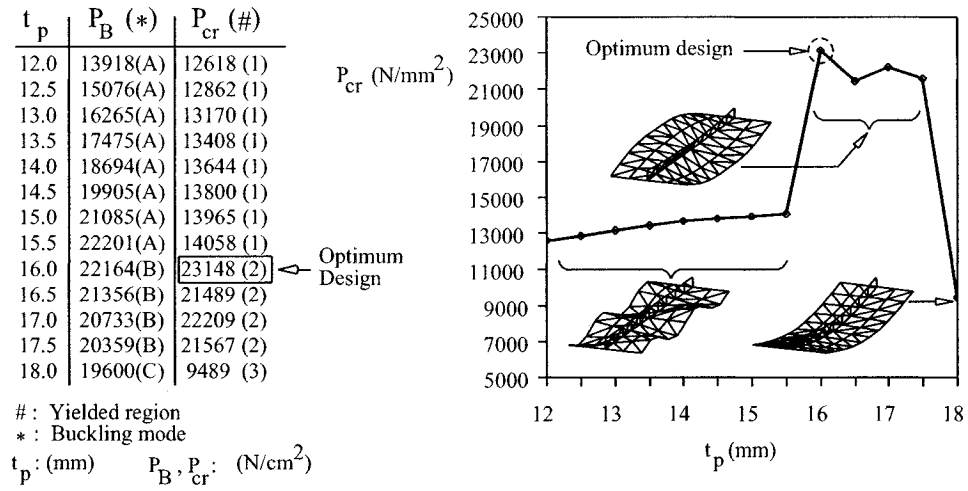 t_p P_B (*) P_cr (#)
12.0 13918(A) 12618 (1)
12.5 15076(A) 12862 (1)
13.0 16265(A) 13170 (1)
13.5 17475(A) 13408 (1)
14.0 18694(A) 13644 (1)
14.5 19905(A) 13800 (1)
15.0 21085(A) 13965 (1)
15.5 22201(A) 14058 (1)
16.0 22164(B) 23148 (2)
16.5 21356(B) 21489 (2)
17.0 20733(B) 22209 (2)
17.5 20359(B) 21567 (2)
18.0 19600(C) 9489 (3)
Optimum
Design
# : Yielded region
* : Buckling mode
t_p : (mm) P_B , P_cr : (N/cm^2)
P_cr (N/mm^2)
25000
23000
21000
19000
17000
15000
13000
11000
9000
7000
5000
Optimum design
12 13 14 15 16 17 18
t_p (mm)